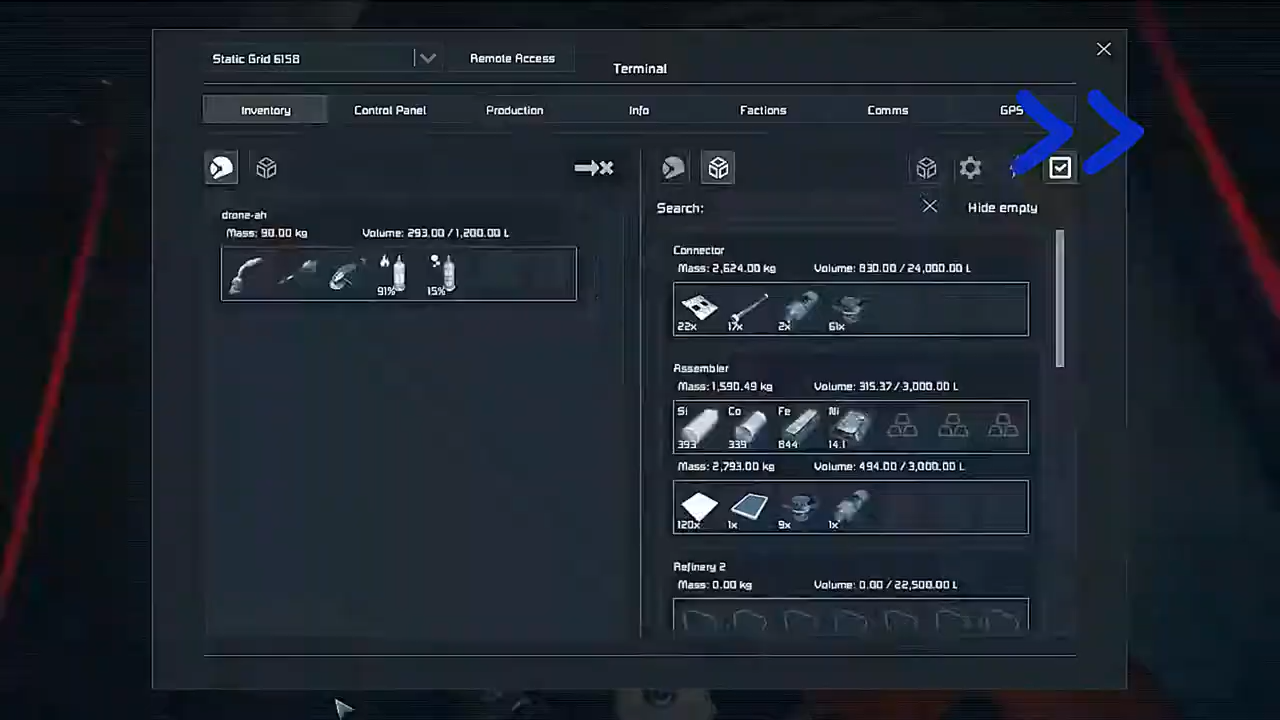 Static Grid 6158
Remote Access
Terminal
Inventory
Control Panel
Production
Info
Factions
Comms
GPS
Search:
Hide empty
drone-ah
Mass: 90.00 kg Volume: 293.00 / 1,200.00 L
91% 15%
Connector
Mass: 2,624.00 kg Volume: 830.00 / 24,000.00 L
22x 17x 2x 61x
Assembler
Mass: 1,590.49 kg Volume: 315.37 / 3,000.00 L
Si Co Fe Ni
393 339 844 14.1
Mass: 2,793.00 kg Volume: 494.00 / 3,000.00 L
120x 1x 9x 1x
Refinery 2
Mass: 0.00 kg Volume: 0.00 / 22,500.00 L